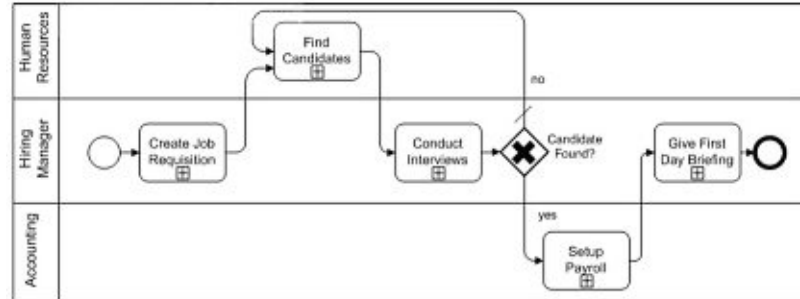 Human
Resources
Find
Candidates
no
Hiring
Manager
Create Job
Requisition
Conduct
Interviews
Candidate
Found?
Give First
Day Briefing
Accounting
yes
Setup
Payroll